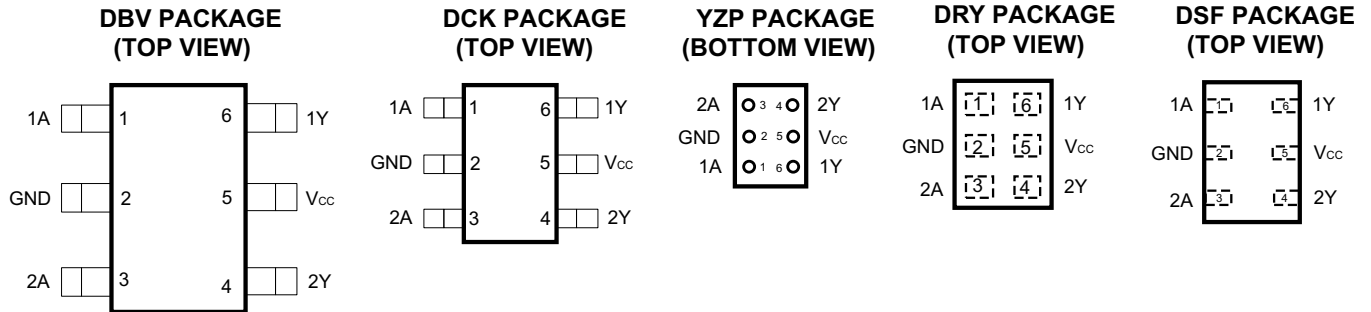 DBV PACKAGE
(TOP VIEW)
1A 1 6 1Y
GND 2 5 Vcc
2A 3 4 2Y
DCK PACKAGE
(TOP VIEW)
1A 1 6 1Y
GND 2 5 Vcc
2A 3 4 2Y
YZP PACKAGE
(BOTTOM VIEW)
2A 3 4 2Y
GND 2 5 Vcc
1A 1 6 1Y
DRY PACKAGE
(TOP VIEW)
1A 1 6 1Y
GND 2 5 Vcc
2A 3 4 2Y
DSF PACKAGE
(TOP VIEW)
1A 1 6 1Y
GND 2 5 Vcc
2A 3 4 2Y